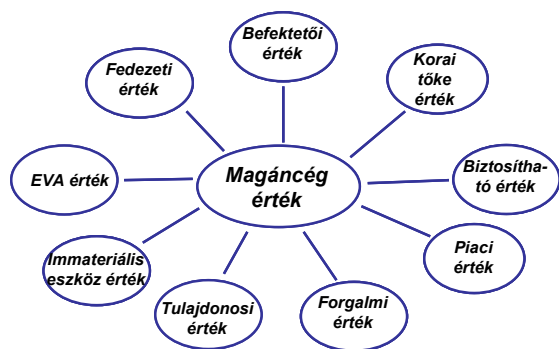 Befektetői
érték
Korai
tőke
érték
Fedezeti
érték
Magáncég
érték
EVA érték
Biztosítha-
tó érték
Immateriális
eszköz érték
Piaci
érték
Tulajdonosi
érték
Forgalmi
érték